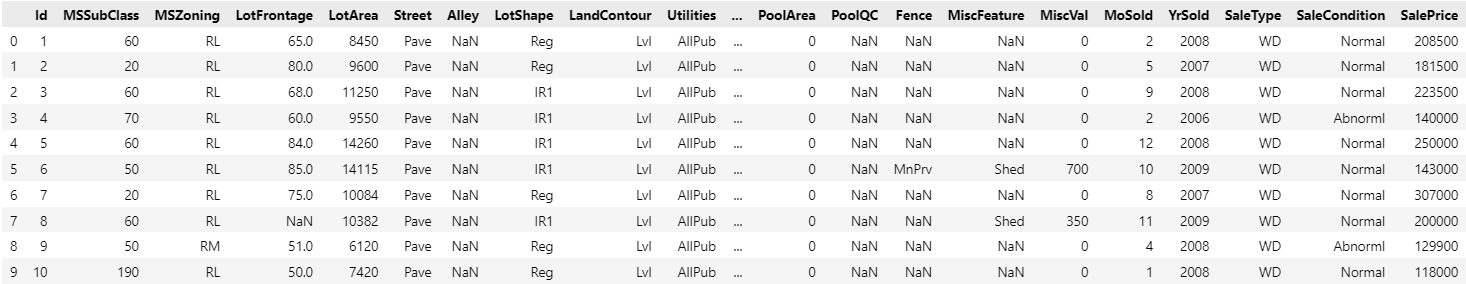 Id MSSubClass MSZoning LotFrontage LotArea Street Alley LotShape LandContour Utilities ... PoolArea PoolQC Fence MiscFeature MiscVal MoSold YrSold SaleType SaleCondition SalePrice
0 1 60 RL 65.0 8450 Pave NaN Reg Lvl AllPub ... 0 NaN NaN NaN 0 2 2008 WD Normal 208500
1 2 20 RL 80.0 9600 Pave NaN Reg Lvl AllPub ... 0 NaN NaN NaN 0 5 2007 WD Normal 181500
2 3 60 RL 68.0 11250 Pave NaN IR1 Lvl AllPub ... 0 NaN NaN NaN 0 9 2008 WD Normal 223500
3 4 70 RL 60.0 9550 Pave NaN IR1 Lvl AllPub ... 0 NaN NaN NaN 0 2 2006 WD Abnorml 140000
4 5 60 RL 84.0 14260 Pave NaN IR1 Lvl AllPub ... 0 NaN NaN NaN 0 12 2008 WD Normal 250000
5 6 50 RL 85.0 14115 Pave NaN IR1 Lvl AllPub ... 0 NaN MnPrv Shed 700 10 2009 WD Normal 143000
6 7 20 RL 75.0 10084 Pave NaN Reg Lvl AllPub ... 0 NaN NaN NaN 0 8 2007 WD Normal 307000
7 8 60 RL NaN 10382 Pave NaN IR1 Lvl AllPub ... 0 NaN NaN Shed 350 11 2009 WD Normal 200000
8 9 50 RM 51.0 6120 Pave NaN Reg Lvl AllPub ... 0 NaN NaN NaN 0 4 2008 WD Abnorml 129900
9 10 190 RL 50.0 7420 Pave NaN Reg Lvl AllPub ... 0 NaN NaN NaN 0 1 2008 WD Normal 118000